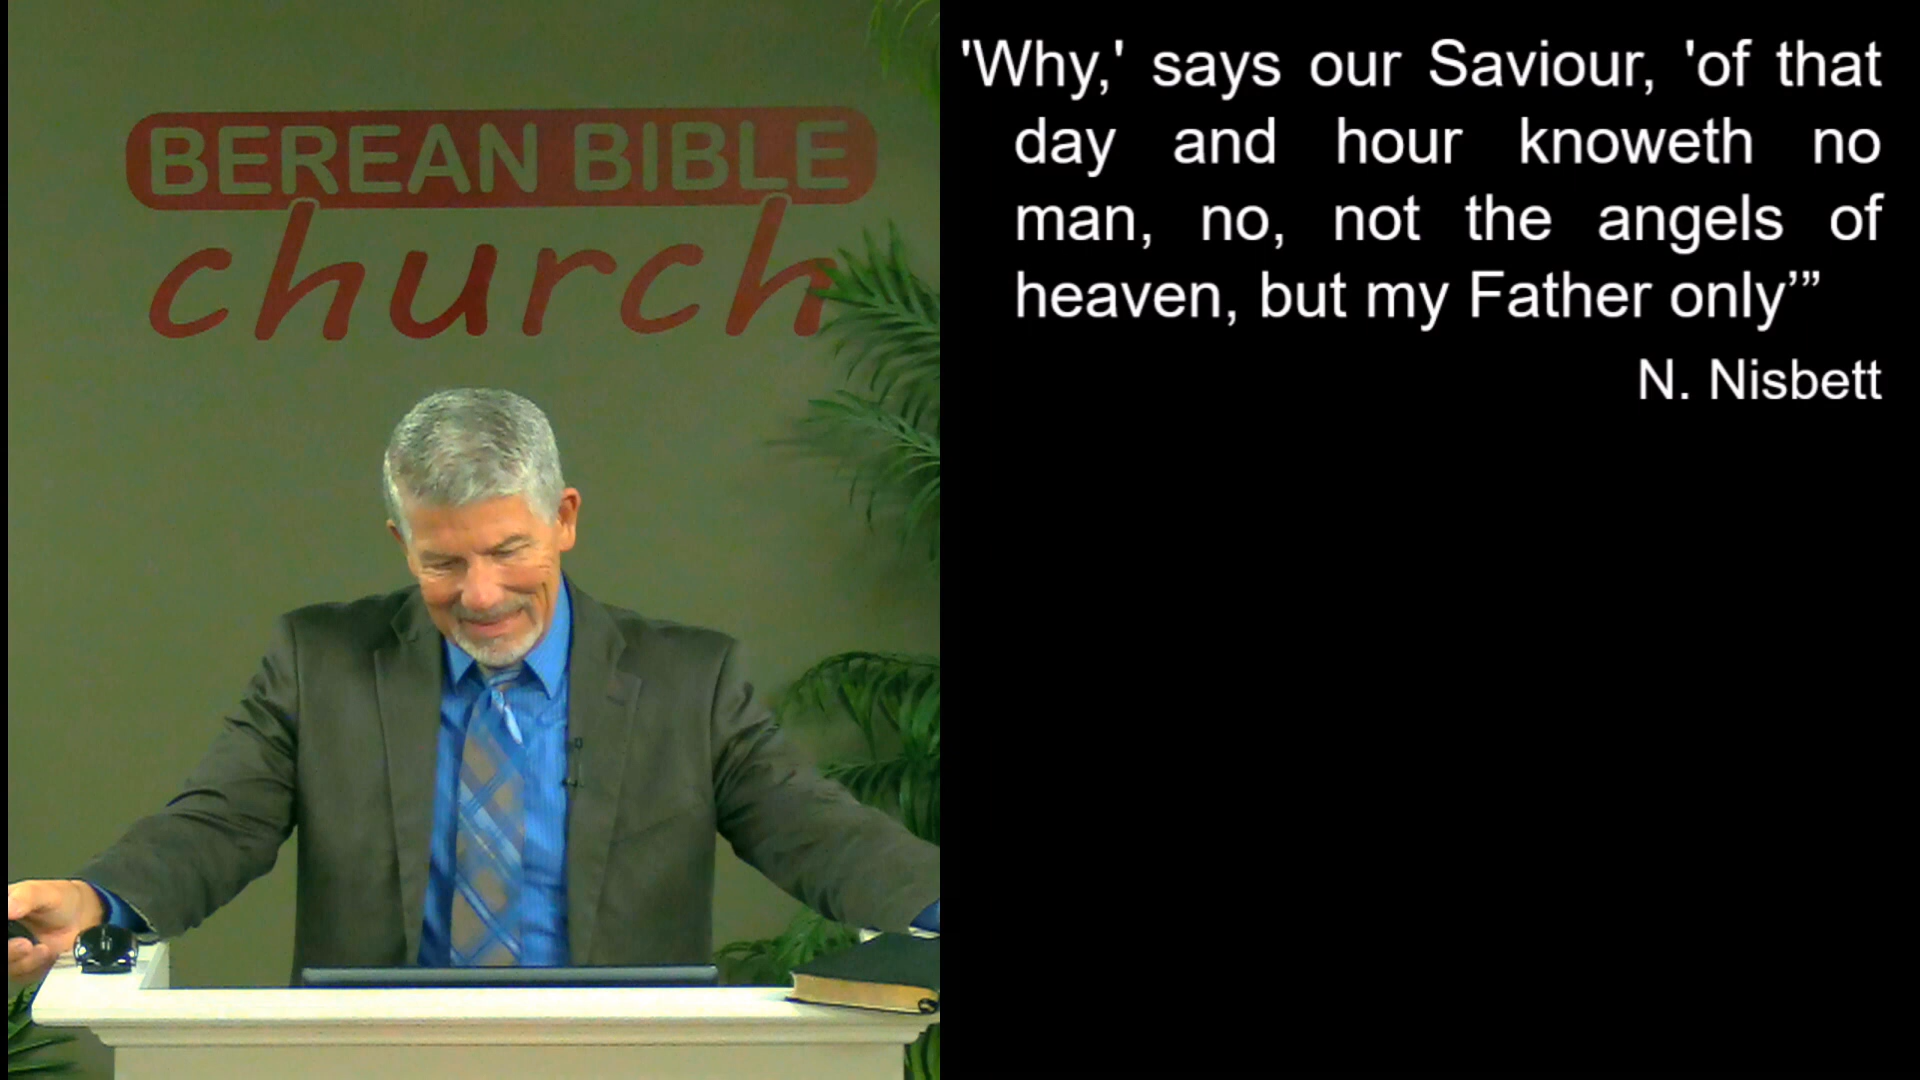 BEREAN BIBLE
church
'Why,' says our Saviour, 'of that
day and hour knoweth no
man, no, not the angels of
heaven, but my Father only’”
N. Nisbett